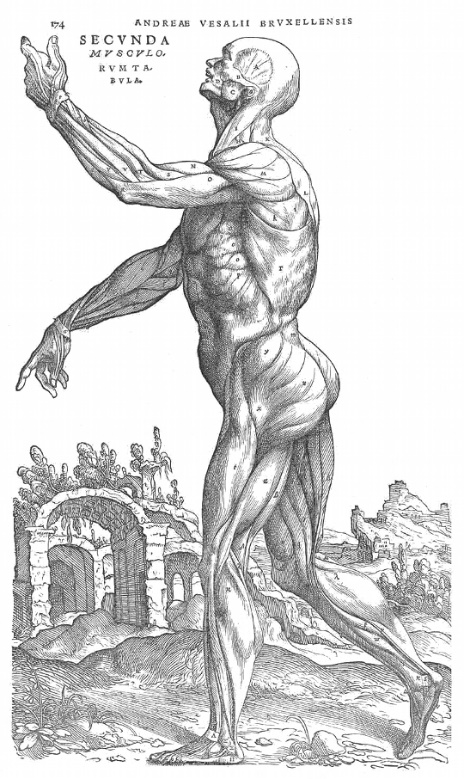 174 ANDREAE VESALII BRVXELLENSIS
SECVNDA
MVSCVLO-
RVM TA-
BVLA.